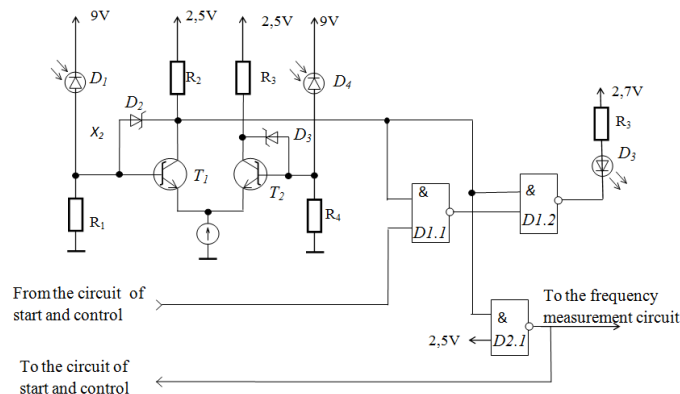 9V
2,5V
2,5V
9V
D1
R2
R3
D4
2,7V
D2
R3
X2
D3
D3
T1
T2
&
&
R1
R4
D1.1
D1.2
From the circuit of
start and control
To the frequency
measurement circuit
&
2,5V
D2.1
To the circuit of
start and control